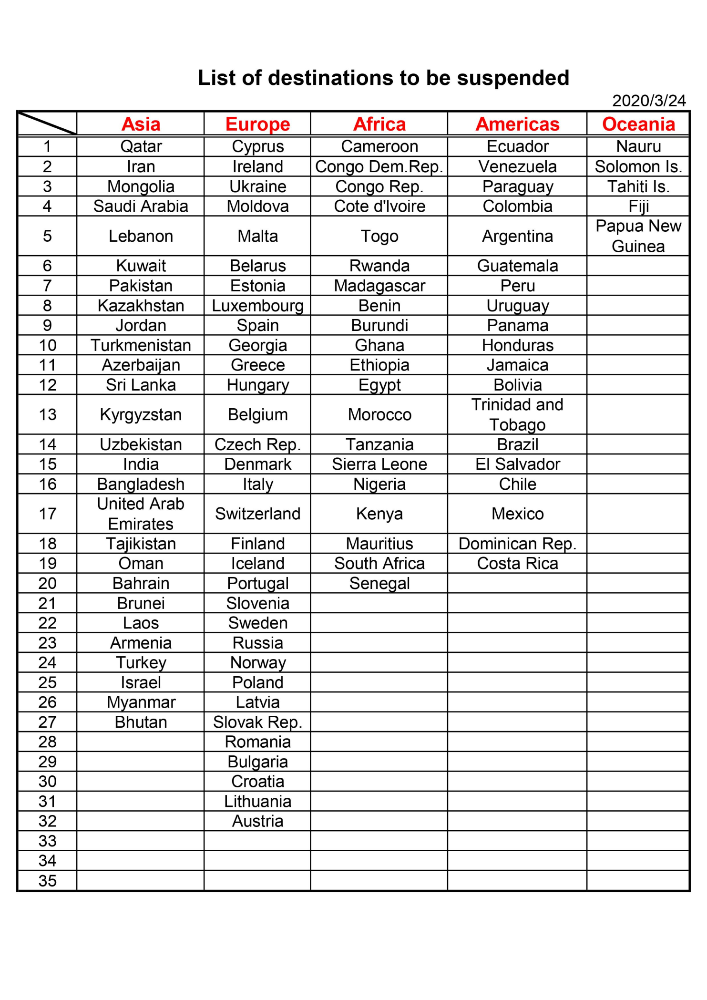 List of destinations to be suspended
2020/3/24
Asia Europe Africa Americas Oceania
1 Qatar Cyprus Cameroon Ecuador Nauru
2 Iran Ireland Congo Dem.Rep. Venezuela Solomon Is.
3 Mongolia Ukraine Congo Rep. Paraguay Tahiti Is.
4 Saudi Arabia Moldova Cote d'Ivoire Colombia Fiji
5 Lebanon Malta Togo Argentina Papua New
Guinea
6 Kuwait Belarus Rwanda Guatemala
7 Pakistan Estonia Madagascar Peru
8 Kazakhstan Luxembourg Benin Uruguay
9 Jordan Spain Burundi Panama
10 Turkmenistan Georgia Ghana Honduras
11 Azerbaijan Greece Ethiopia Jamaica
12 Sri Lanka Hungary Egypt Bolivia
13 Kyrgyzstan Belgium Morocco Trinidad and
Tobago
14 Uzbekistan Czech Rep. Tanzania Brazil
15 India Denmark Sierra Leone El Salvador
16 Bangladesh Italy Nigeria Chile
17 United Arab
Emirates Switzerland Kenya Mexico
18 Tajikistan Finland Mauritius Dominican Rep.
19 Oman Iceland South Africa Costa Rica
20 Bahrain Portugal Senegal
21 Brunei Slovenia
22 Laos Sweden
23 Armenia Russia
24 Turkey Norway
25 Israel Poland
26 Myanmar Latvia
27 Bhutan Slovak Rep.
28 Romania
29 Bulgaria
30 Croatia
31 Lithuania
32 Austria
33
34
35